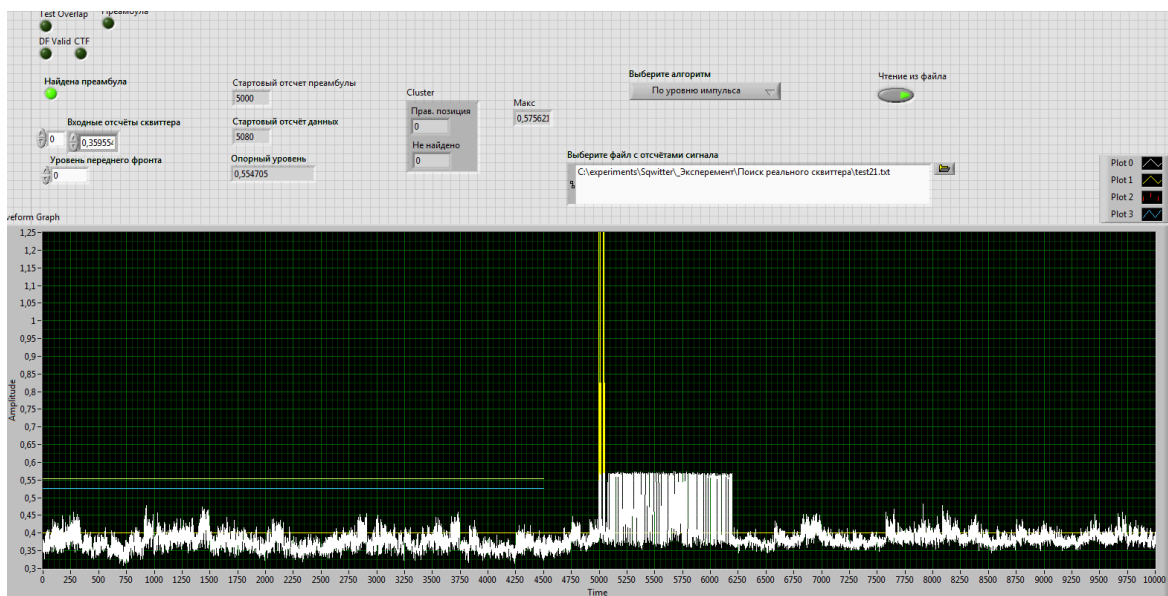 Test Overlap
Преамбула
DF Valid CTF
Найдена преамбула
Входные отсчёты сквиттера
0
0,359554
Уровень переднего фронта
0
Стартовый отсчет преамбулы
5000
Стартовый отсчёт данных
5080
Опорный уровень
0,554705
Cluster
Прав. позиция
0
Не найдено
0
Макс
0,575621
Выберите алгоритм
По уровню импульса
Чтение из файла
Выберите файл с отсчётами сигнала
C:\experiments\Sqwitter\_Эксперемент\Поиск реального сквиттера\test21.txt
Plot 0
Plot 1
Plot 2
Plot 3
veform Graph
Amplitude
1,25
1,2
1,15
1,1
1,05
1
0,95
0,9
0,85
0,8
0,75
0,7
0,65
0,6
0,55
0,5
0,45
0,4
0,35
0,3
0 250 500 750 1000 1250 1500 1750 2000 2250 2500 2750 3000 3250 3500 3750 4000 4250 4500 4750 5000 5250 5500 5750 6000 6250 6500 6750 7000 7250 7500 7750 8000 8250 8500 8750 9000 9250 9500 9750 10000
Time